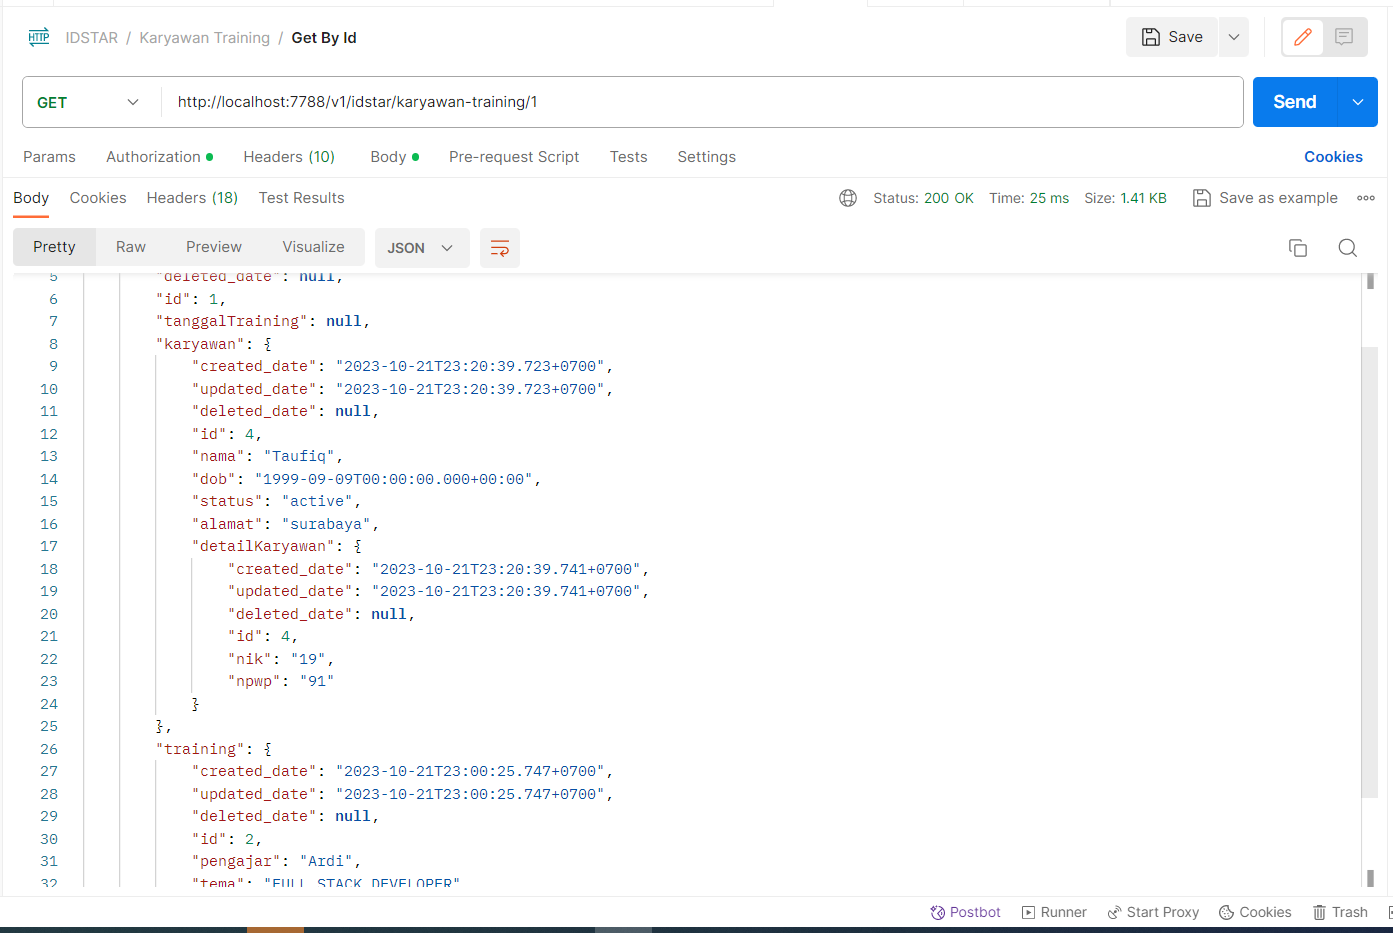 HTTP IDSTAR / Karyawan Training / Get By Id Save
GET http://localhost:7788/v1/idstar/karyawan-training/1 Send
Params Authorization Headers (10) Body Pre-request Script Tests Settings Cookies
Body Cookies Headers (18) Test Results Status: 200 OK Time: 25 ms Size: 1.41 KB Save as example
Pretty Raw Preview Visualize JSON
5 "deleted_date": null,
6 "id": 1,
7 "tanggalTraining": null,
8 "karyawan": {
9 "created_date": "2023-10-21T23:20:39.723+0700",
10 "updated_date": "2023-10-21T23:20:39.723+0700",
11 "deleted_date": null,
12 "id": 4,
13 "nama": "Taufiq",
14 "dob": "1999-09-09T00:00:00.000+00:00",
15 "status": "active",
16 "alamat": "surabaya",
17 "detailKaryawan": {
18 "created_date": "2023-10-21T23:20:39.741+0700",
19 "updated_date": "2023-10-21T23:20:39.741+0700",
20 "deleted_date": null,
21 "id": 4,
22 "nik": "19",
23 "npwp": "91"
24 }
25 },
26 "training": {
27 "created_date": "2023-10-21T23:00:25.747+0700",
28 "updated_date": "2023-10-21T23:00:25.747+0700",
29 "deleted_date": null,
30 "id": 2,
31 "pengajar": "Ardi",
32 "tema": "FULL STACK DEVELOPER"
Postbot Runner Start Proxy Cookies Trash